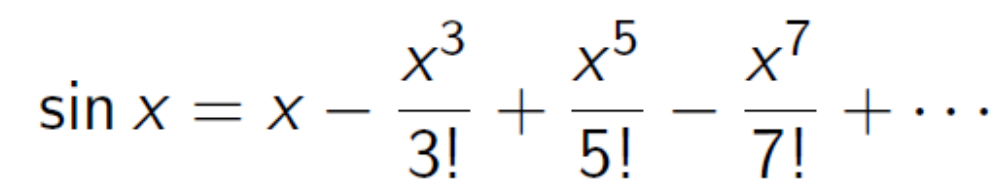 sin x = x − x³/3! + x⁵/5! − x⁷/7! + ⋯